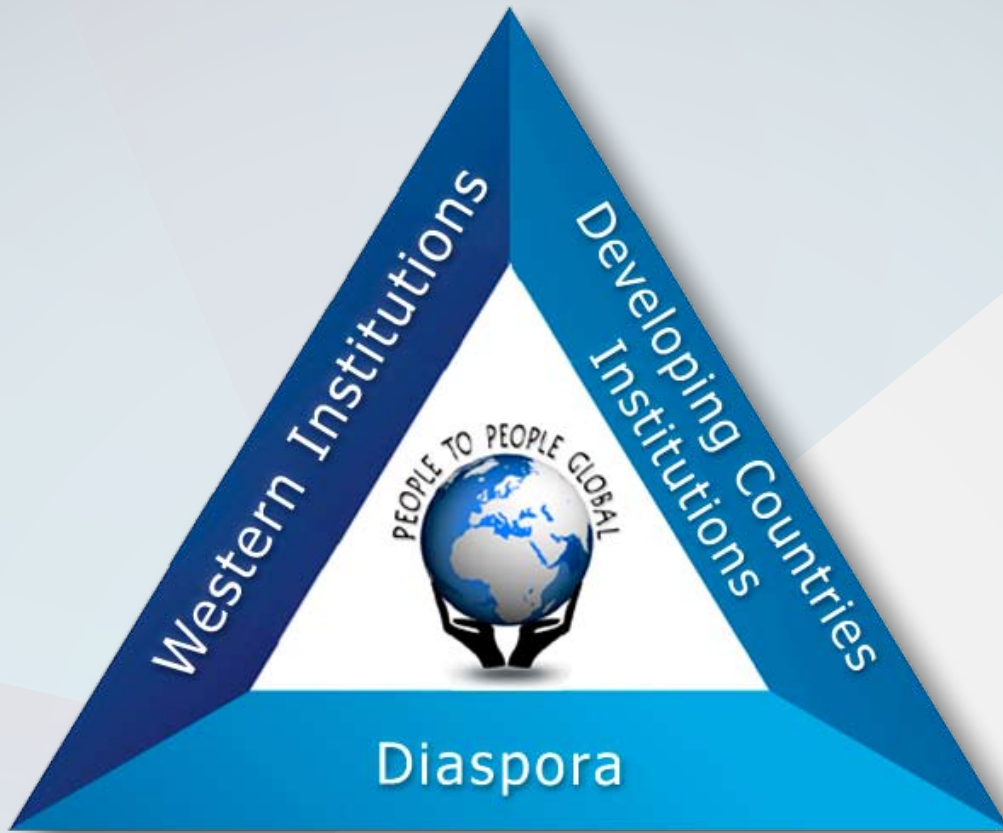 Western Institutions
Developing Countries
Institutions
PEOPLE TO PEOPLE GLOBAL
Diaspora